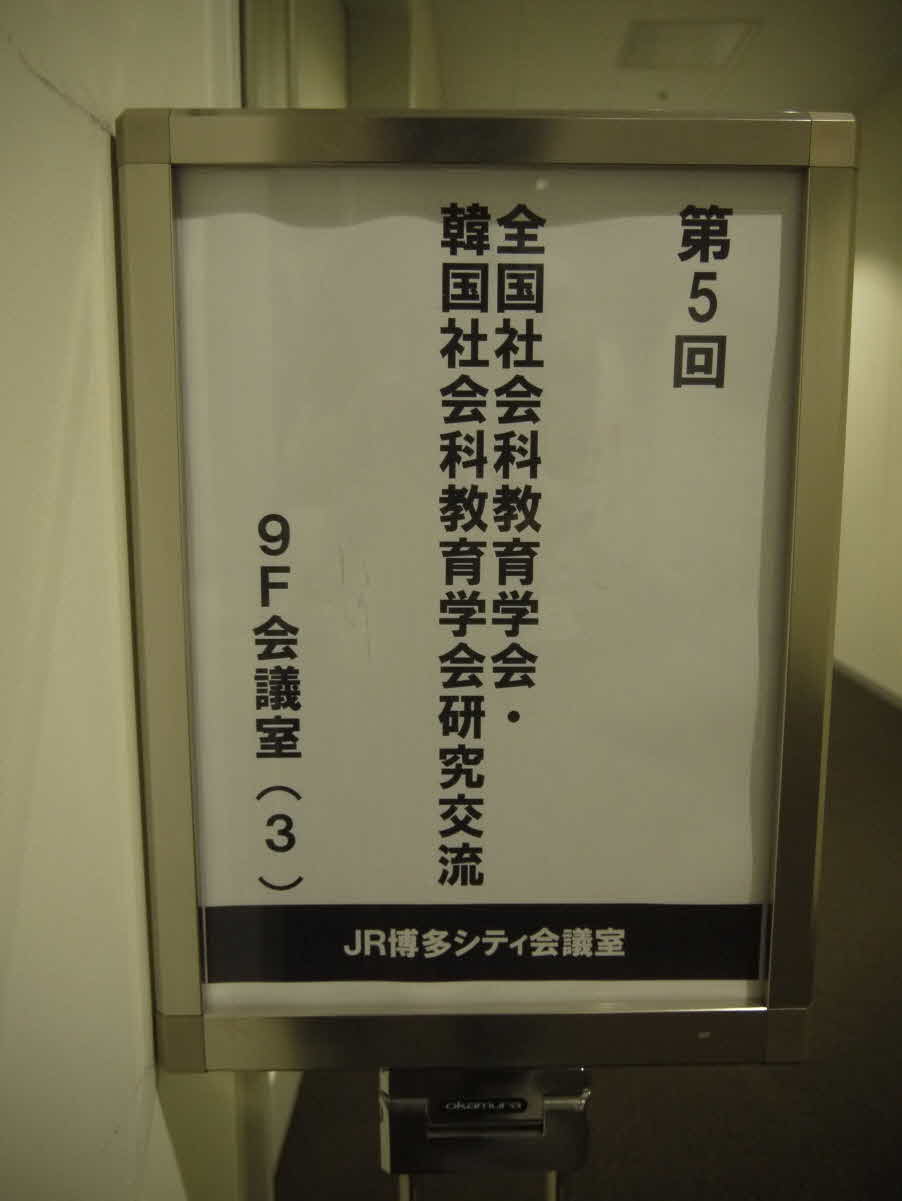 第5回
全国社会科教育学会・
韓国社会科教育学会研究交流
9F会議室(3)
JR博多シティ会議室
okamura